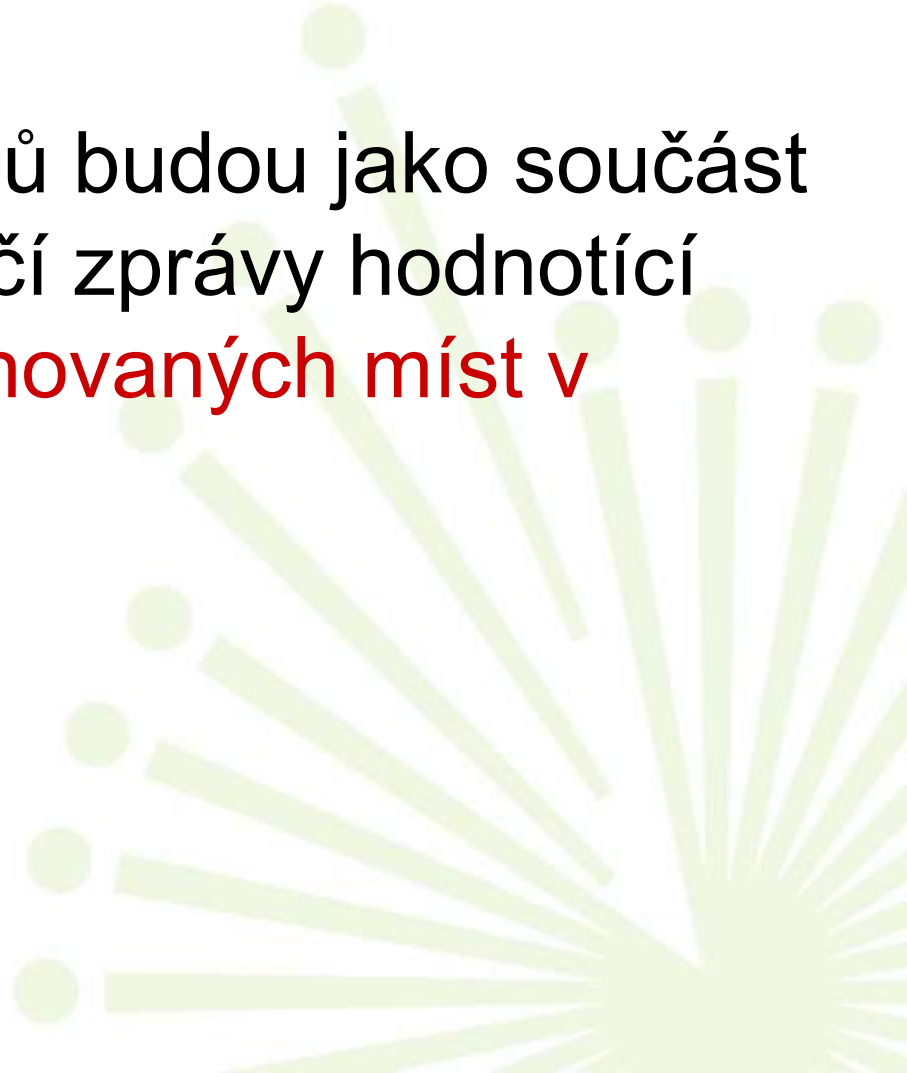 ů budou jako součást
čí zprávy hodnotící
novaných míst v